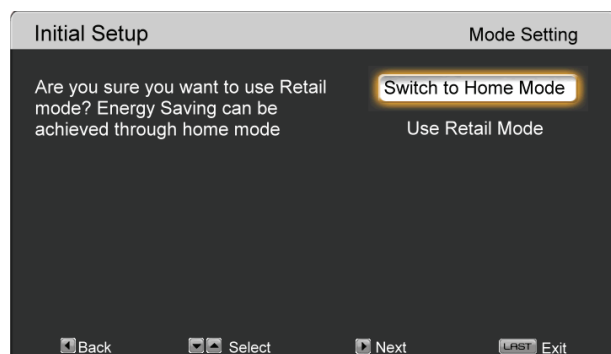 Initial Setup
Mode Setting
Are you sure you want to use Retail
mode? Energy Saving can be
achieved through home mode
Switch to Home Mode
Use Retail Mode
Back Select Next LAST Exit